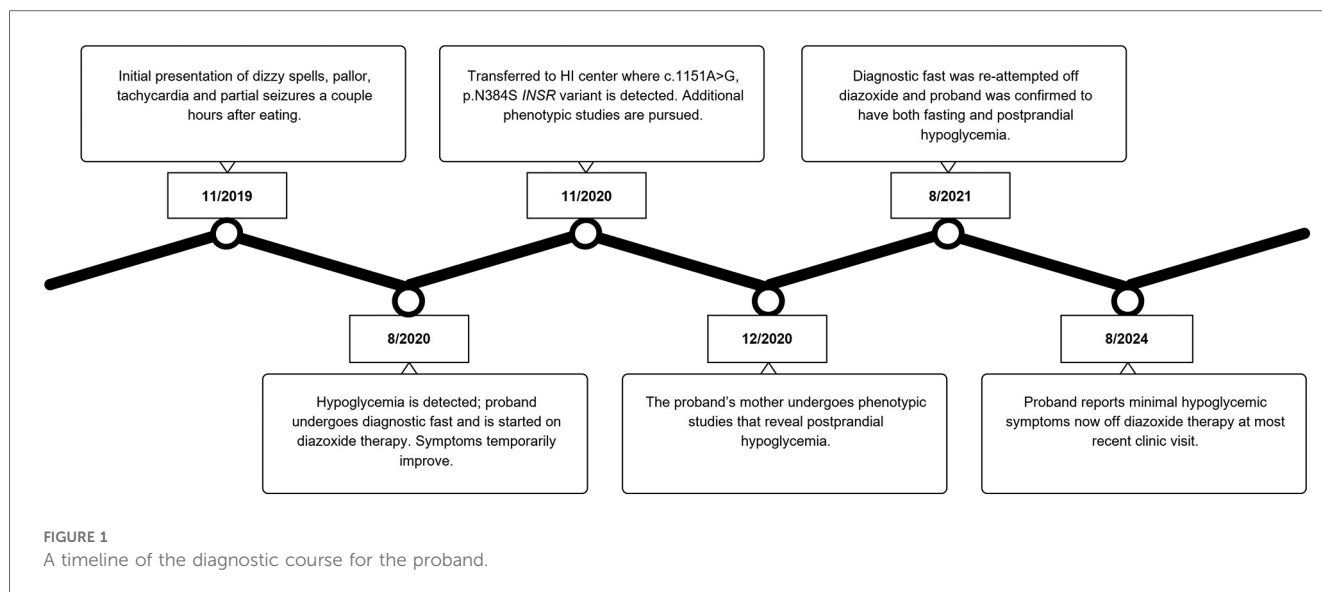 Initial presentation of dizzy spells, pallor,
tachycardia and partial seizures a couple
hours after eating.
11/2019
8/2020
Hypoglycemia is detected; proband
undergoes diagnostic fast and is started on
diazoxide therapy. Symptoms temporarily
improve.
Transferred to HI center where c.1151A>G,
p.N384S INSR variant is detected. Additional
phenotypic studies are pursued.
11/2020
12/2020
The proband's mother undergoes phenotypic
studies that reveal postprandial
hypoglycemia.
Diagnostic fast was re-attempted off
diazoxide and proband was confirmed to
have both fasting and postprandial
hypoglycemia.
8/2021
8/2024
Proband reports minimal hypoglycemic
symptoms now off diazoxide therapy at most
recent clinic visit.
FIGURE 1
A timeline of the diagnostic course for the proband.